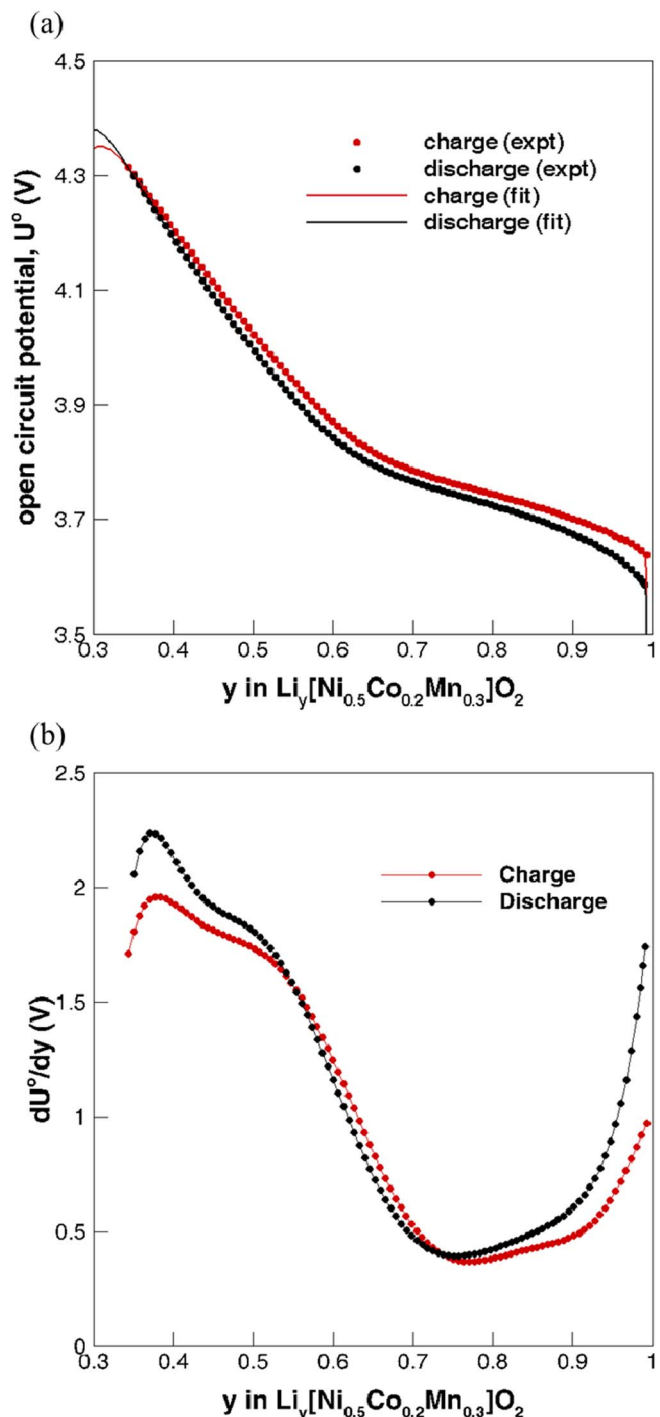 (a)
4.5
4.3
4.1
3.9
3.7
3.5
open circuit potential, U° (V)
charge (expt)
discharge (expt)
charge (fit)
discharge (fit)
0.3 0.4 0.5 0.6 0.7 0.8 0.9 1
y in Liy[Ni0.5Co0.2Mn0.3]O2
(b)
2.5
2
1.5
1
0.5
0
dU°/dy (V)
Charge
Discharge
0.3 0.4 0.5 0.6 0.7 0.8 0.9 1
y in Liy[Ni0.5Co0.2Mn0.3]O2